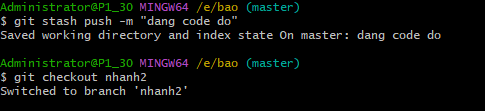 Administrator@P1_30 MINGW64 /e/bao (master)
$ git stash push -m "dang code do"
Saved working directory and index state On master: dang code do
Administrator@P1_30 MINGW64 /e/bao (master)
$ git checkout nhanh2
Switched to branch 'nhanh2'